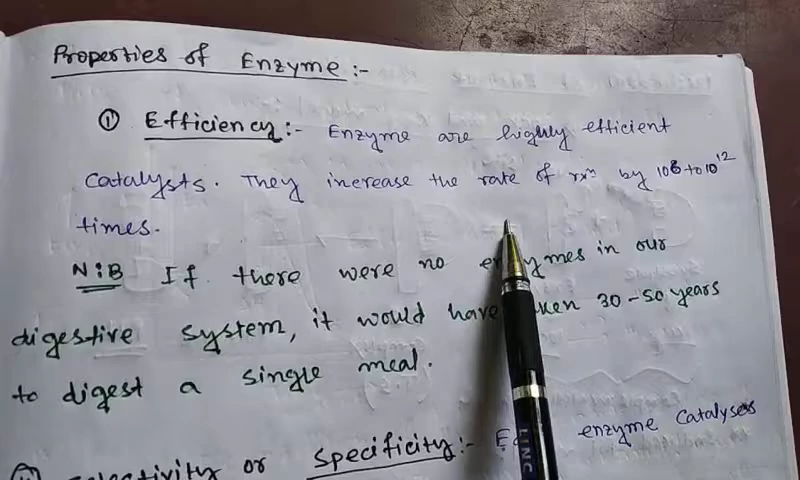 Properties of Enzyme :-
① Efficiency :- Enzyme are highly efficient
Catalysts. They increase the rate of rxⁿ by 10⁸ to 10¹²
times.
N:B If there were no enzymes in our
digestive system, it would have 30-50 years
to digest a single meal.
or Specificity :- enzyme Catalyses
LINC